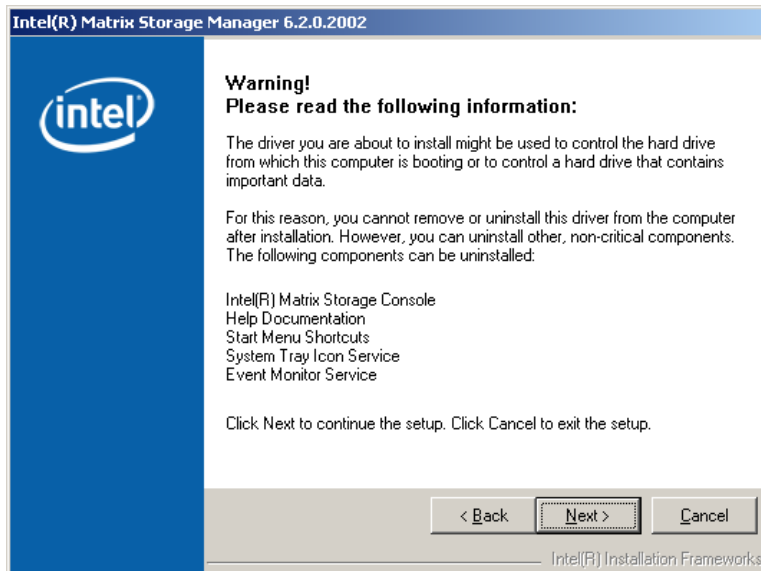 Intel(R) Matrix Storage Manager 6.2.0.2002
intel
Warning!
Please read the following information:
The driver you are about to install might be used to control the hard drive
from which this computer is booting or to control a hard drive that contains
important data.
For this reason, you cannot remove or uninstall this driver from the computer
after installation. However, you can uninstall other, non-critical components.
The following components can be uninstalled:
Intel(R) Matrix Storage Console
Help Documentation
Start Menu Shortcuts
System Tray Icon Service
Event Monitor Service
Click Next to continue the setup. Click Cancel to exit the setup.
< Back Next > Cancel
Intel(R) Installation Frameworks